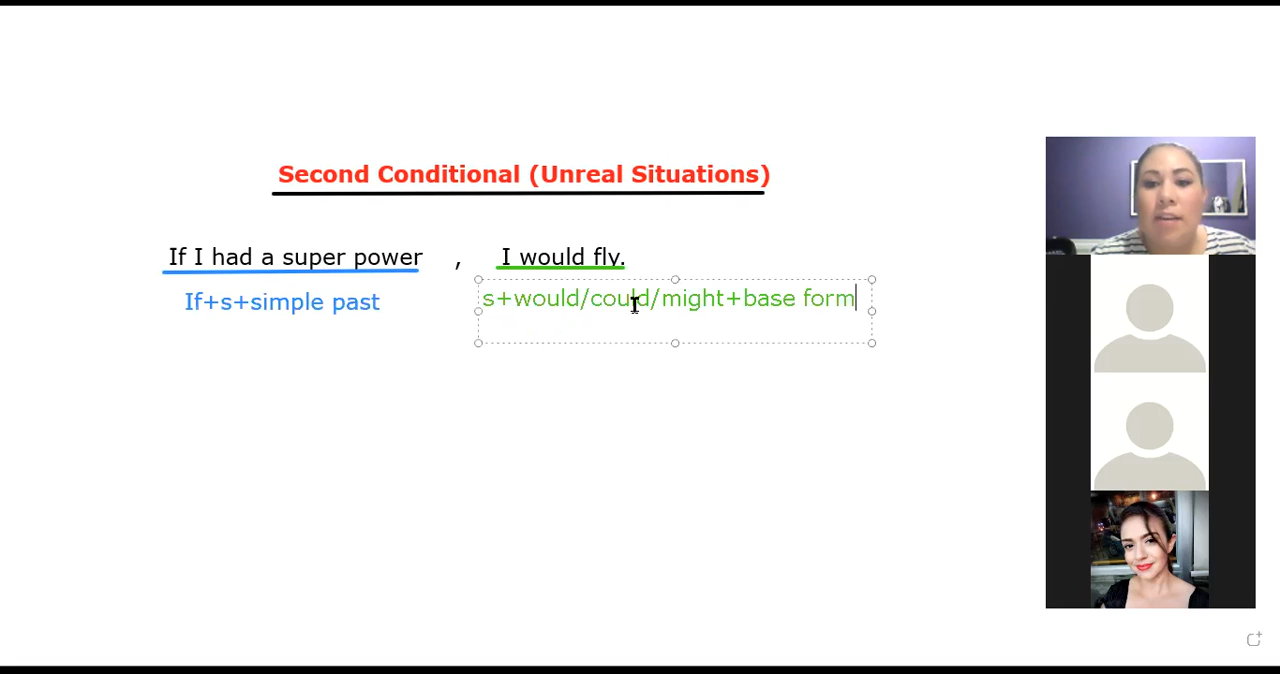 Second Conditional (Unreal Situations)
If I had a super power , I would fly.
If+s+simple past s+would/could/might+base form